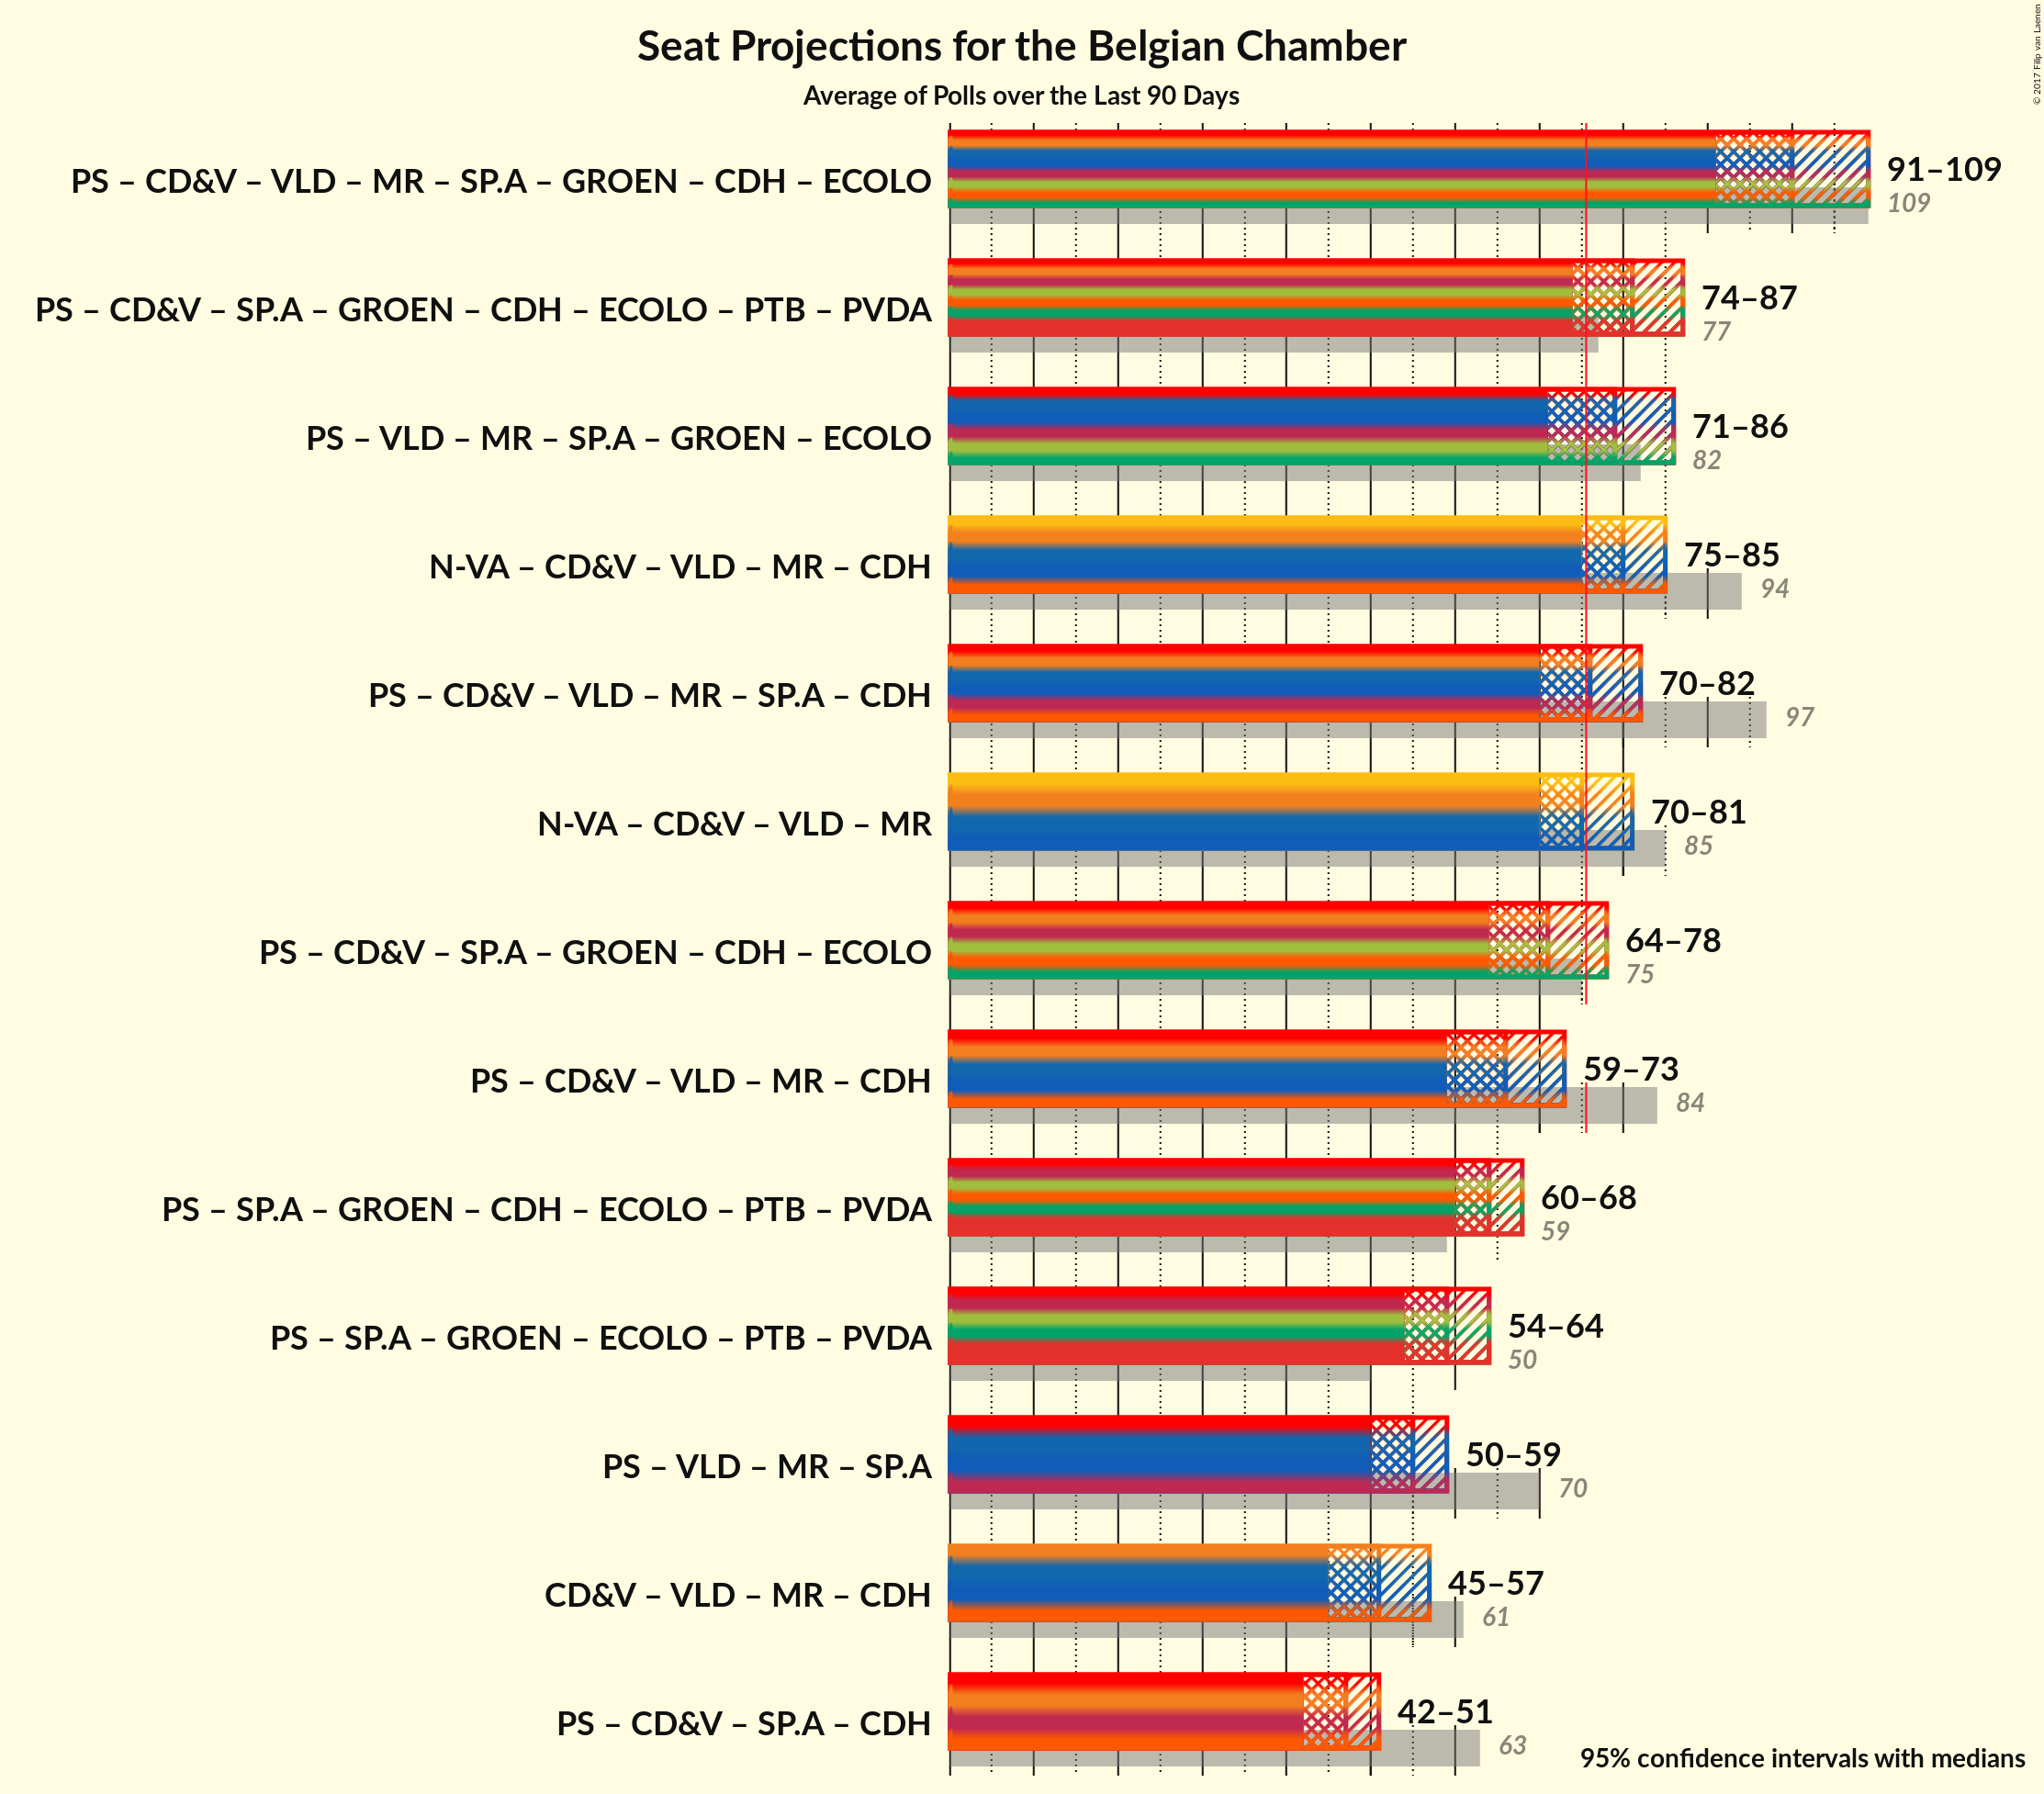 Seat Projections for the Belgian Chamber
Average of Polls over the Last 90 Days
© 2017 Filip van Laenen
PS – CD&V – VLD – MR – SP.A – GROEN – CDH – ECOLO
91–109
109
PS – CD&V – SP.A – GROEN – CDH – ECOLO – PTB – PVDA
74–87
77
PS – VLD – MR – SP.A – GROEN – ECOLO
71–86
82
N-VA – CD&V – VLD – MR – CDH
75–85
94
PS – CD&V – VLD – MR – SP.A – CDH
70–82
97
N-VA – CD&V – VLD – MR
70–81
85
PS – CD&V – SP.A – GROEN – CDH – ECOLO
64–78
75
PS – CD&V – VLD – MR – CDH
59–73
84
PS – SP.A – GROEN – CDH – ECOLO – PTB – PVDA
60–68
59
PS – SP.A – GROEN – ECOLO – PTB – PVDA
54–64
50
PS – VLD – MR – SP.A
50–59
70
CD&V – VLD – MR – CDH
45–57
61
PS – CD&V – SP.A – CDH
42–51
63
95% confidence intervals with medians